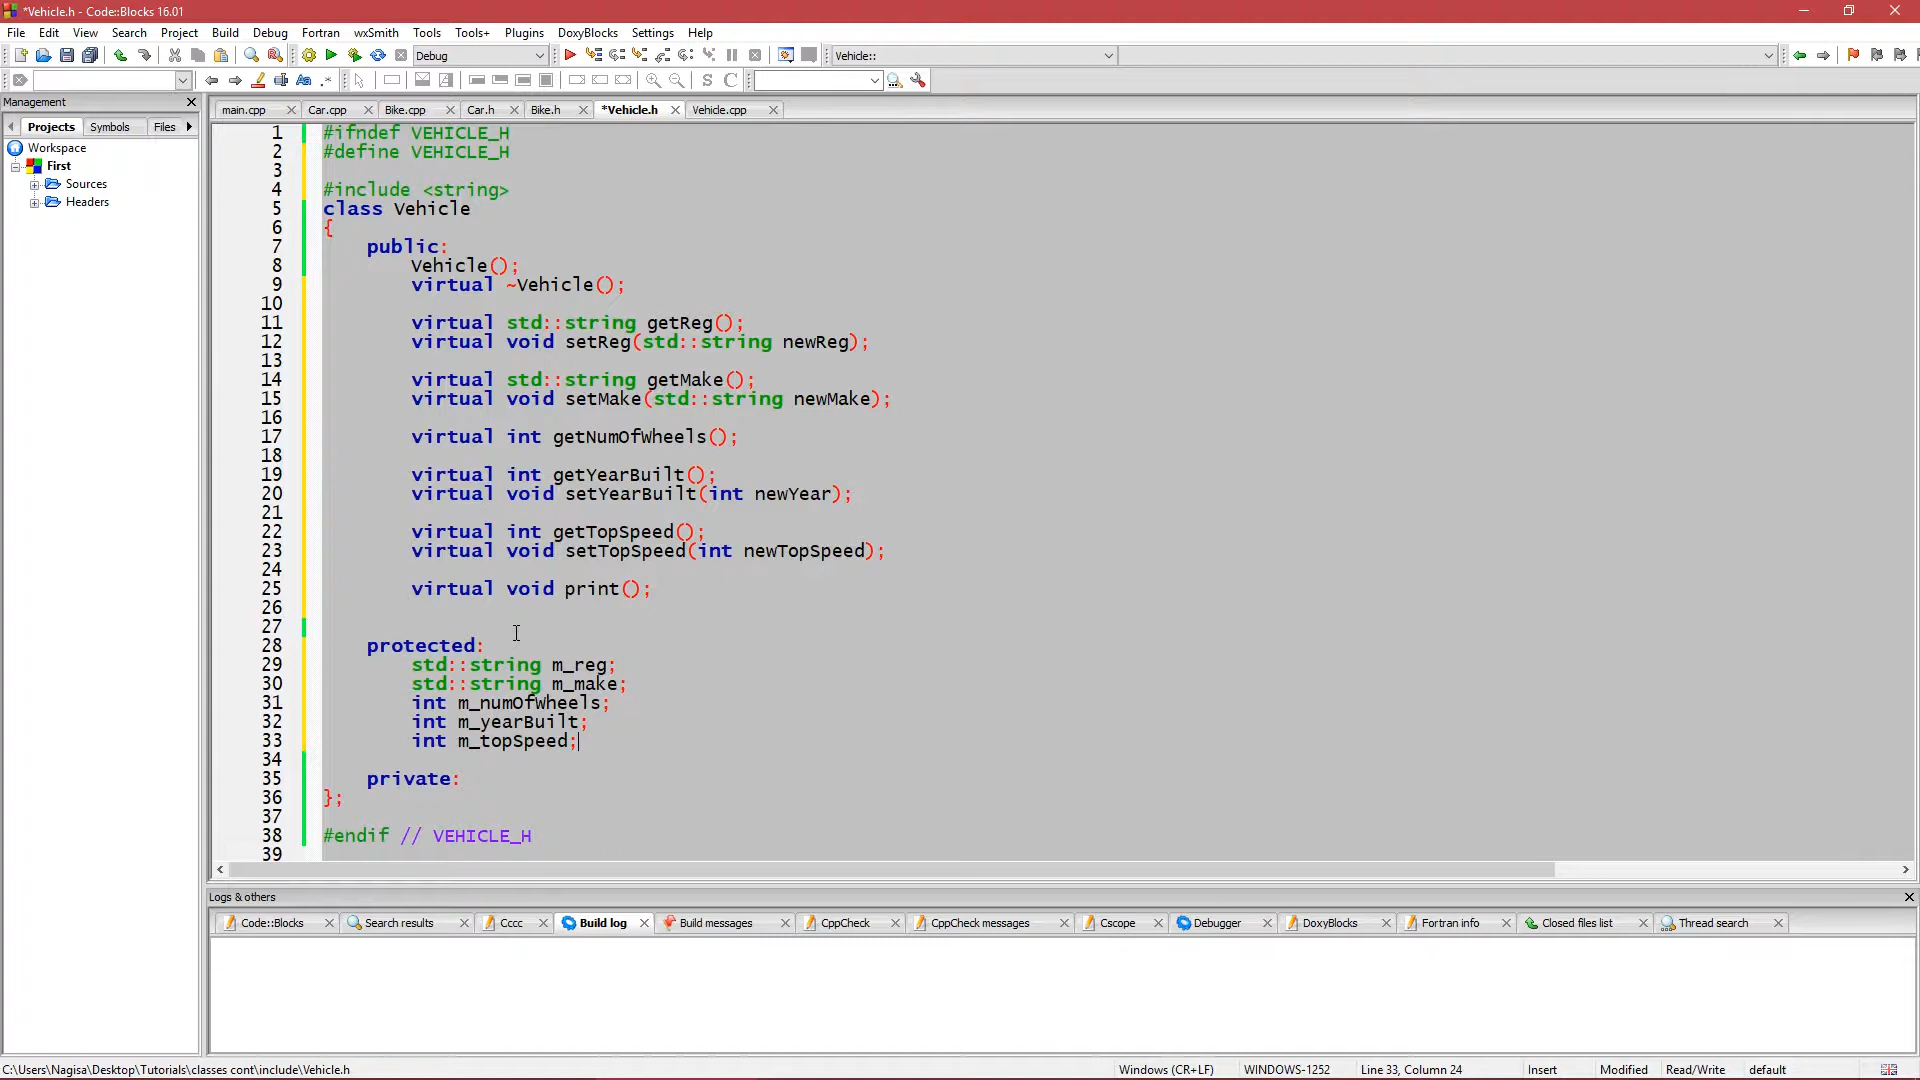 *Vehicle.h - Code::Blocks 16.01
File Edit View Search Project Build Debug Fortran wxSmith Tools Tools+ Plugins DoxyBlocks Settings Help
Debug Vehicle::
Management
main.cpp Car.cpp Bike.cpp Car.h Bike.h *Vehicle.h Vehicle.cpp
Projects Symbols Files
Workspace
First
Sources
Headers
1 #ifndef VEHICLE_H
2 #define VEHICLE_H
3
4 #include <string>
5 class Vehicle
6 {
7 public:
8 Vehicle();
9 virtual ~Vehicle();
10
11 virtual std::string getReg();
12 virtual void setReg(std::string newReg);
13
14 virtual std::string getMake();
15 virtual void setMake(std::string newMake);
16
17 virtual int getNumOfWheels();
18
19 virtual int getYearBuilt();
20 virtual void setYearBuilt(int newYear);
21
22 virtual int getTopSpeed();
23 virtual void setTopSpeed(int newTopSpeed);
24
25 virtual void print();
26
27
28 protected:
29 std::string m_reg;
30 std::string m_make;
31 int m_numOfWheels;
32 int m_yearBuilt;
33 int m_topSpeed;
34
35 private:
36 };
37
38 #endif // VEHICLE_H
39
Logs & others
Code::Blocks Search results Cccc Build log Build messages CppCheck CppCheck messages Cscope Debugger DoxyBlocks Fortran info Closed files list Thread search
C:\Users\Nagisa\Desktop\Tutorials\classes cont\include\Vehicle.h Windows (CR+LF) WINDOWS-1252 Line 33, Column 24 Insert Modified Read/Write default